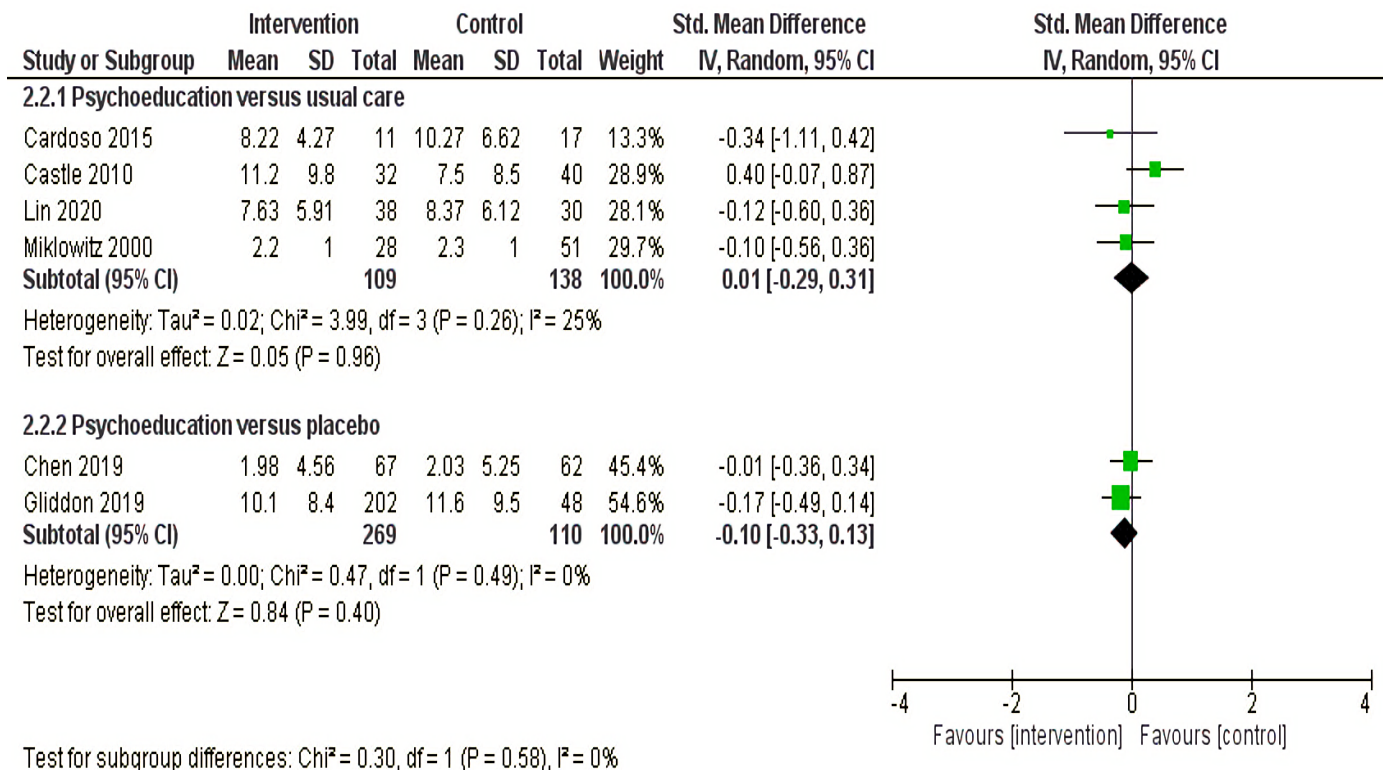 Intervention Control Std. Mean Difference Std. Mean Difference
Study or Subgroup Mean SD Total Mean SD Total Weight IV, Random, 95% CI IV, Random, 95% CI
2.2.1 Psychoeducation versus usual care
Cardoso 2015 8.22 4.27 11 10.27 6.62 17 13.3% -0.34 [-1.11, 0.42]
Castle 2010 11.2 9.8 32 7.5 8.5 40 28.9% 0.40 [-0.07, 0.87]
Lin 2020 7.63 5.91 38 8.37 6.12 30 28.1% -0.12 [-0.60, 0.36]
Miklowitz 2000 2.2 1 28 2.3 1 51 29.7% -0.10 [-0.56, 0.36]
Subtotal (95% CI) 109 138 100.0% 0.01 [-0.29, 0.31]
Heterogeneity: Tau² = 0.02; Chi² = 3.99, df = 3 (P = 0.26); I² = 25%
Test for overall effect: Z = 0.05 (P = 0.96)
2.2.2 Psychoeducation versus placebo
Chen 2019 1.98 4.56 67 2.03 5.25 62 45.4% -0.01 [-0.36, 0.34]
Gliddon 2019 10.1 8.4 202 11.6 9.5 48 54.6% -0.17 [-0.49, 0.14]
Subtotal (95% CI) 269 110 100.0% -0.10 [-0.33, 0.13]
Heterogeneity: Tau² = 0.00; Chi² = 0.47, df = 1 (P = 0.49); I² = 0%
Test for overall effect: Z = 0.84 (P = 0.40)
-4 -2 0 2 4
Favours [intervention] Favours [control]
Test for subgroup differences: Chi² = 0.30, df = 1 (P = 0.58), I² = 0%